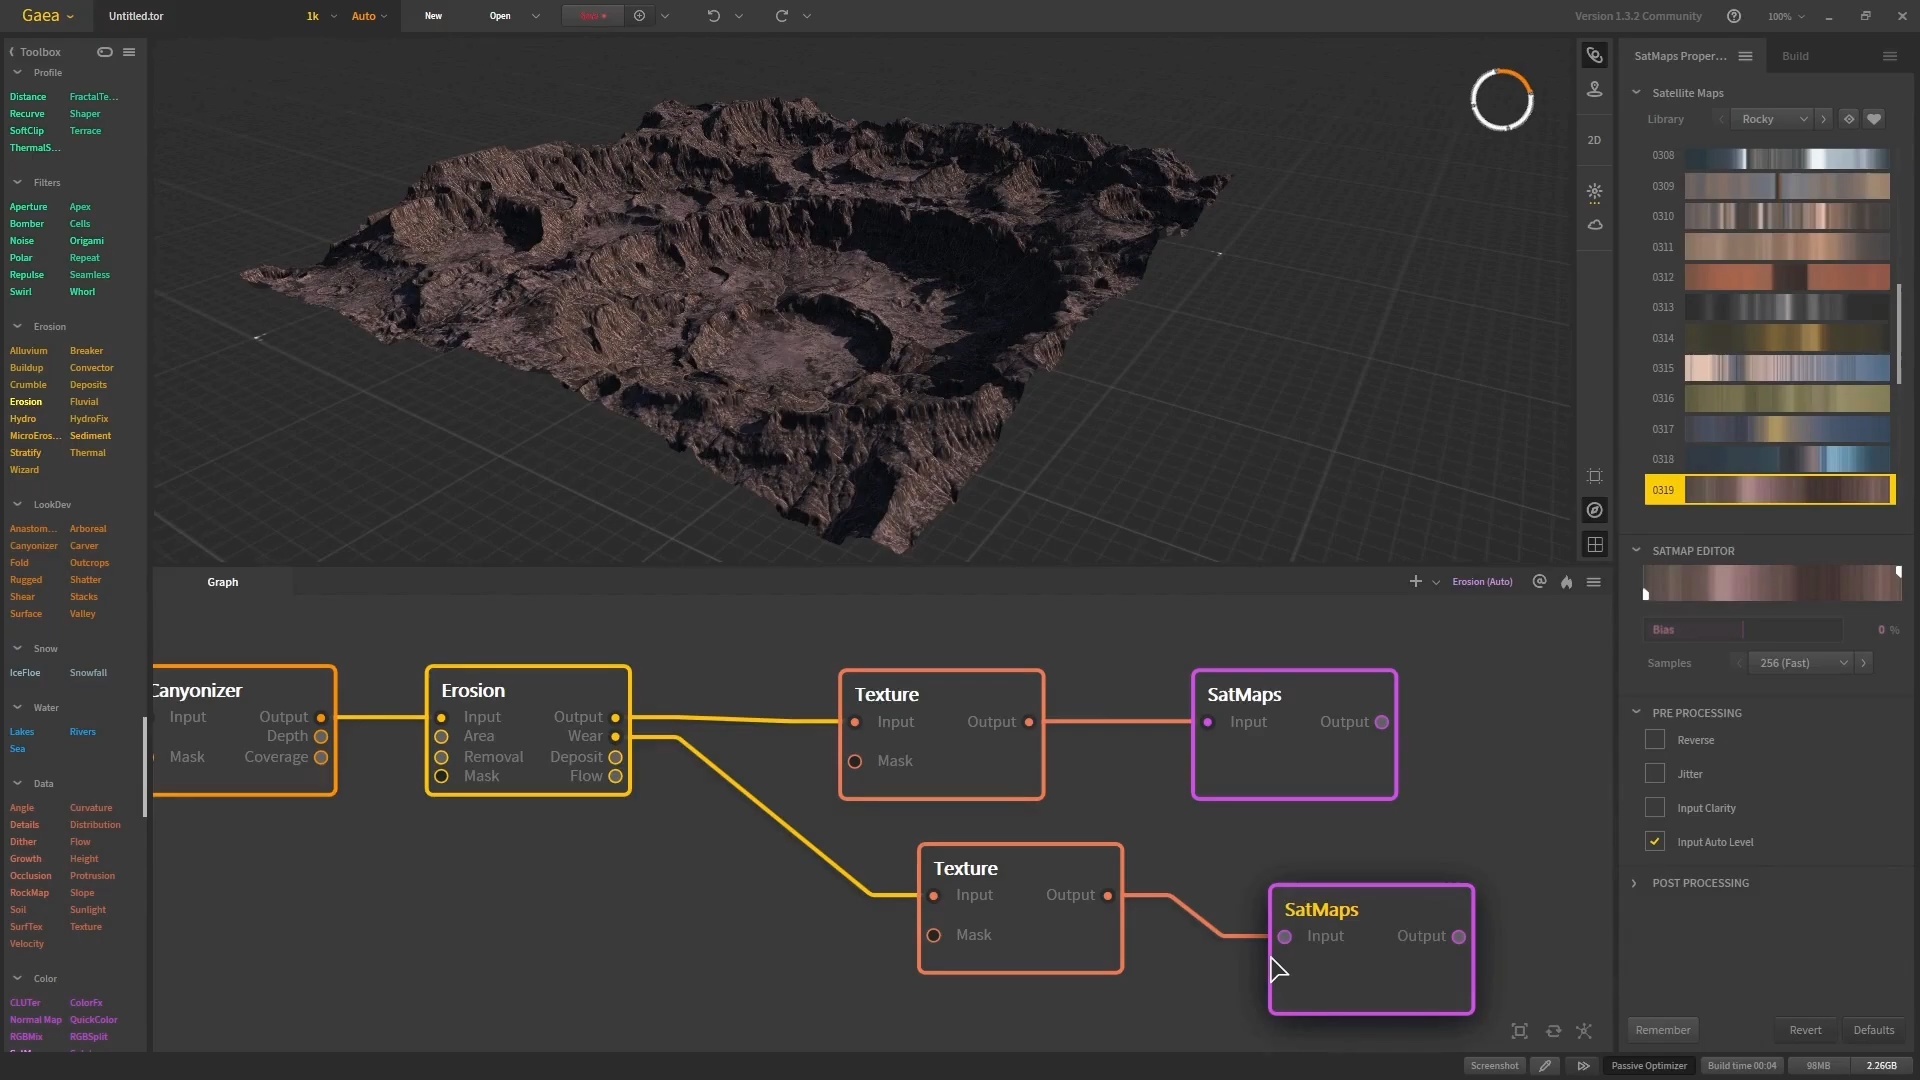 Gaea
Untitled.tor
1k
Auto
New
Open
Version 1.3.2 Community
100%
Toolbox
Profile
Distance FractalTe...
Recurve Shaper
SoftClip Terrace
ThermalS...
Filters
Aperture Apex
Bomber Cells
Noise Origami
Polar Repeat
Repulse Seamless
Swirl Whorl
Erosion
Alluvium Breaker
Buildup Convector
Crumble Deposits
Erosion Fluvial
Hydro HydroFix
MicroEros... Sediment
Stratify Thermal
Wizard
LookDev
Anastom... Arboreal
Canyonizer Carver
Fold Outcrops
Rugged Shatter
Shear Stacks
Surface Valley
Snow
IceFloe Snowfall
Water
Lakes Rivers
Sea
Data
Angle Curvature
Details Distribution
Dither Flow
Growth Height
Occlusion Protrusion
RockMap Slope
Soil Sunlight
SurfTex Texture
Velocity
Color
CLUTer ColorFx
Normal Map QuickColor
RGBMix RGBSplit
2D
Graph
Erosion (Auto)
Canyonizer
Input Output
Depth
Mask Coverage
Erosion
Input Output
Area Wear
Removal Deposit
Mask Flow
Texture
Input Output
Mask
SatMaps
Input Output
Texture
Input Output
Mask
SatMaps
Input Output
SatMaps Proper...
Build
Satellite Maps
Library
Rocky
0308
0309
0310
0311
0312
0313
0314
0315
0316
0317
0318
0319
SATMAP EDITOR
Bias 0 %
Samples 256 (Fast)
PRE PROCESSING
Reverse
Jitter
Input Clarity
Input Auto Level
POST PROCESSING
Remember
Revert
Defaults
Screenshot
Passive Optimizer
Build time 00:04
98MB
2.26GB